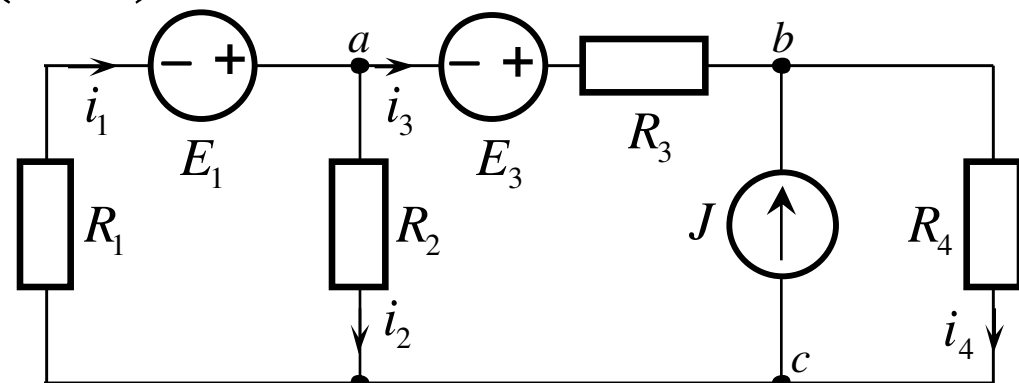 a b
− + − +
i₁ i₃ R₃
E₁ E₃
R₁ R₂ J R₄
i₂ i₄
c